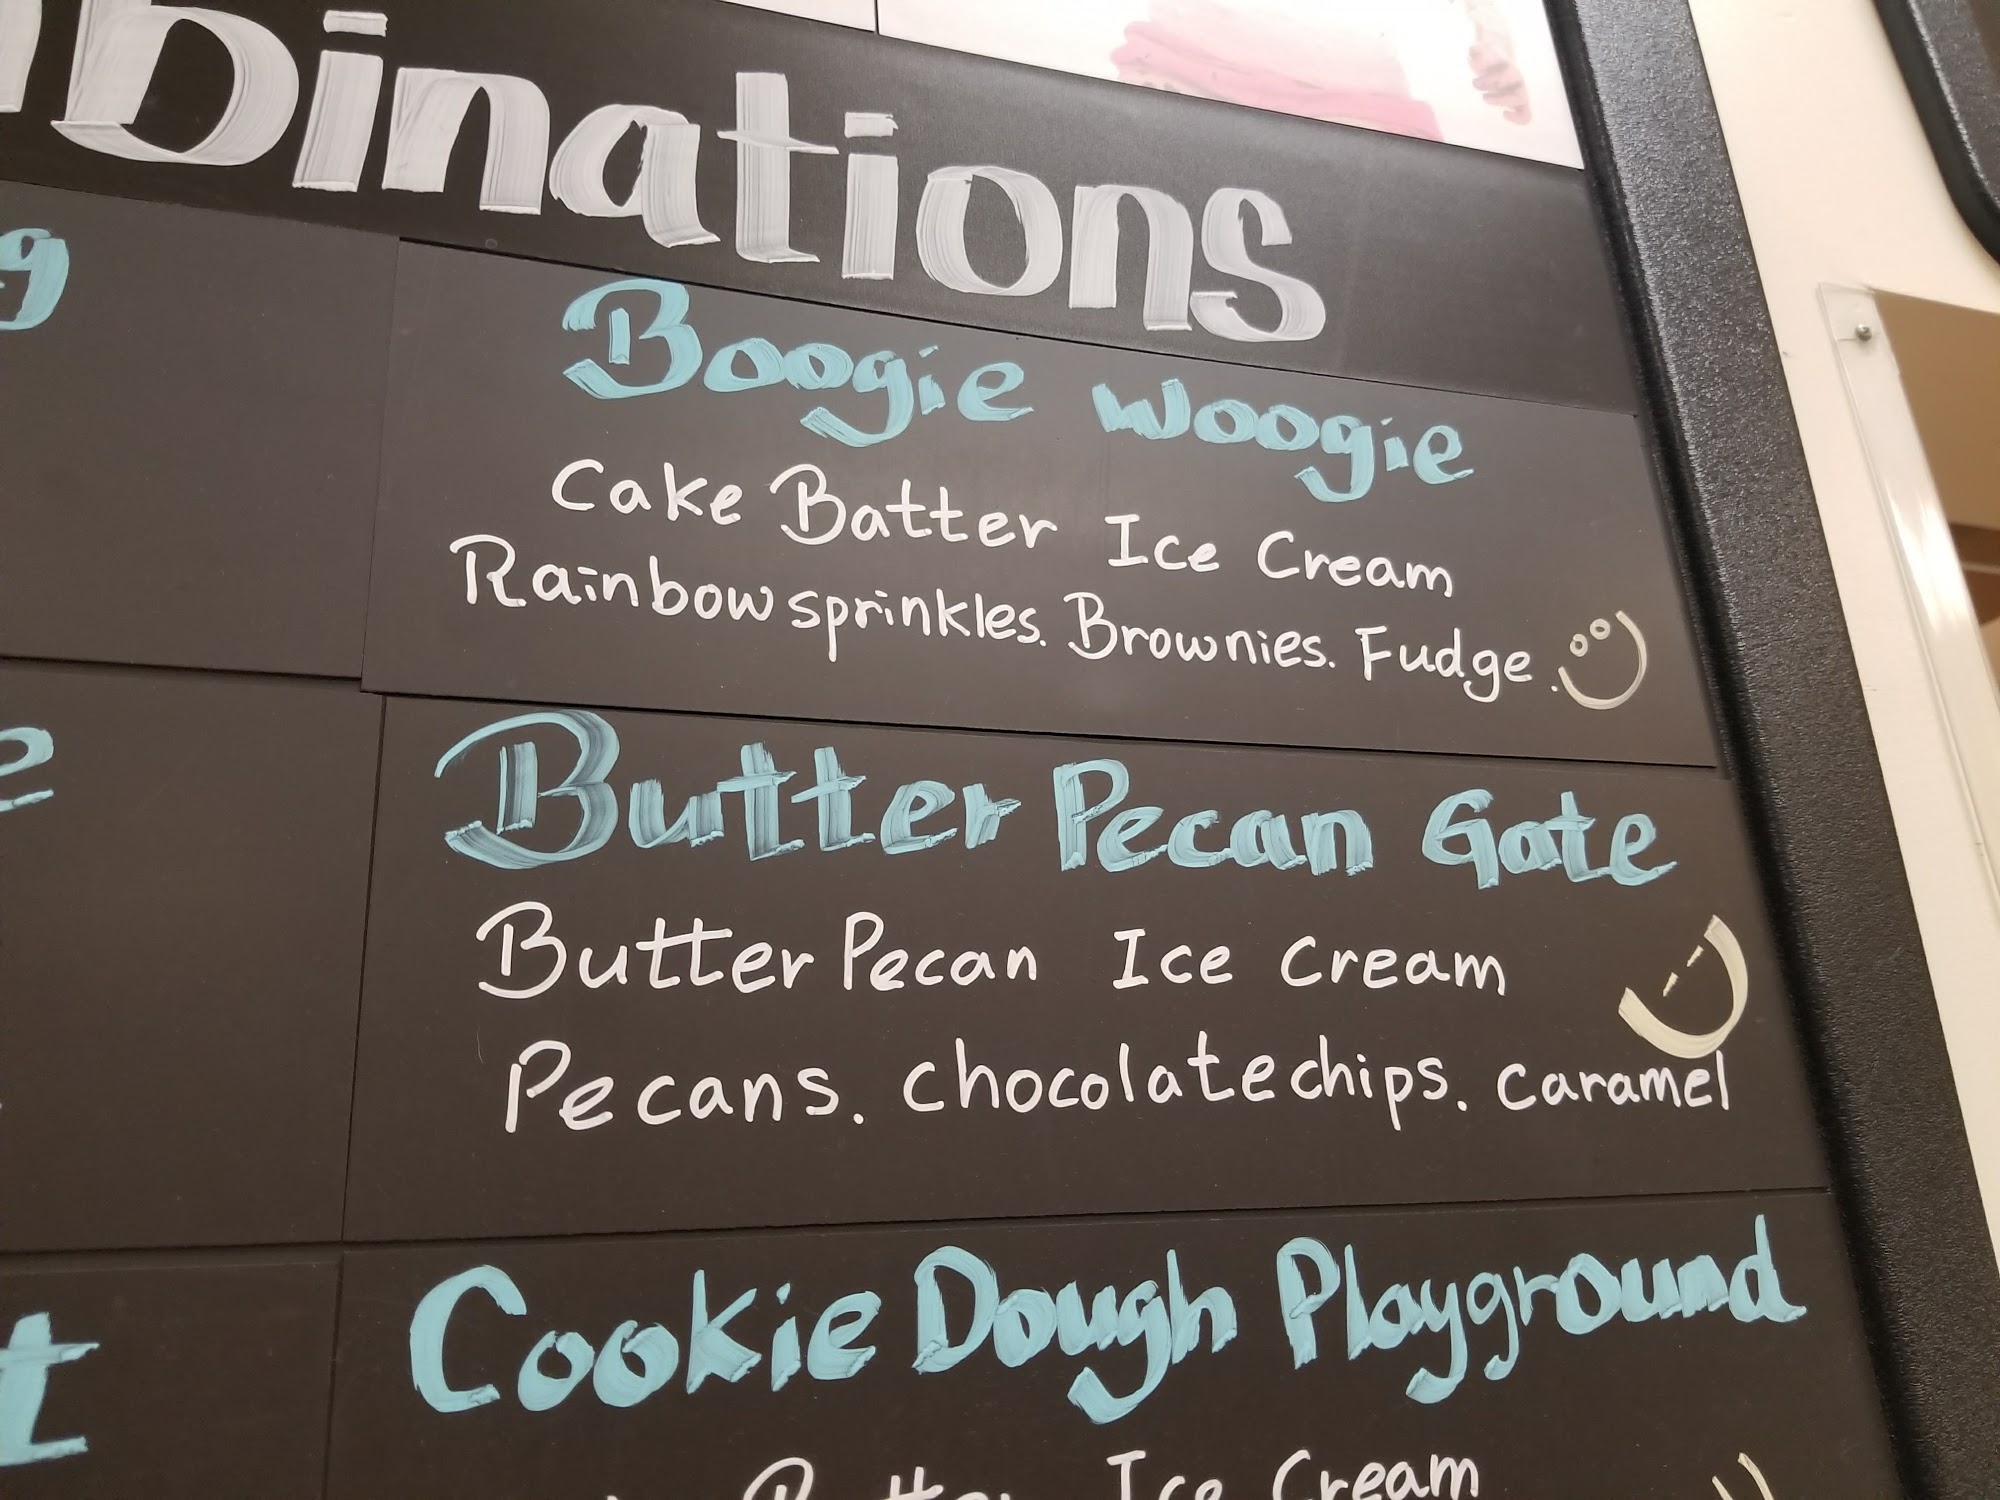 binations
g
Boogie Woogie
Cake Batter Ice Cream
Rainbow sprinkles. Brownies. Fudge.
e
Butter Pecan Gate
Butter Pecan Ice Cream
Pecans. chocolate chips. Caramel
t
Cookie Dough Playground
Batter Ice Cream